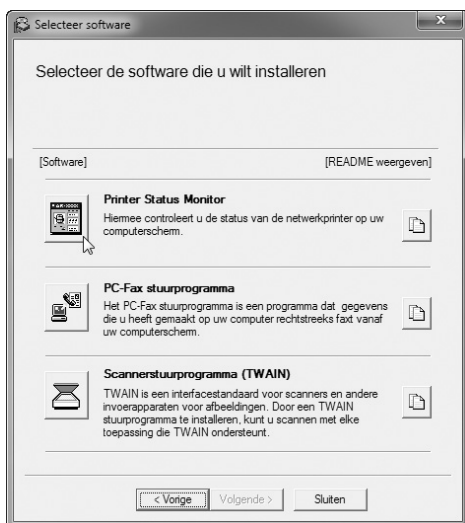 Selecteer software
Selecteer de software die u wilt installeren
[Software] [README weergeven]
Printer Status Monitor
Hiermee controleert u de status van de netwerkprinter op uw
computerscherm.
PC-Fax stuurprogramma
Het PC-Fax stuurprogramma is een programma dat gegevens
die u heeft gemaakt op uw computer rechtstreeks faxt vanaf
uw computerscherm.
Scannerstuurprogramma (TWAIN)
TWAIN is een interfacestandaard voor scanners en andere
invoerapparaten voor afbeeldingen. Door een TWAIN
stuurprogramma te installeren, kunt u scannen met elke
toepassing die TWAIN ondersteunt.
< Vorige Volgende > Sluiten